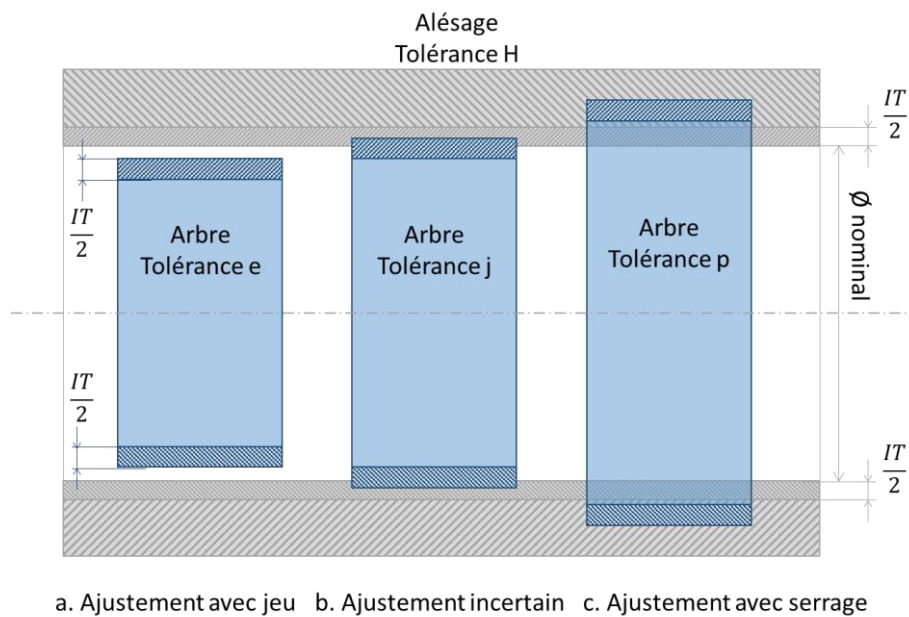 Alésage
Tolérance H
IT
2
Arbre
Tolérance e
Arbre
Tolérance j
Arbre
Tolérance p
IT
2
Ø nominal
IT
2
IT
2
a. Ajustement avec jeu b. Ajustement incertain c. Ajustement avec serrage